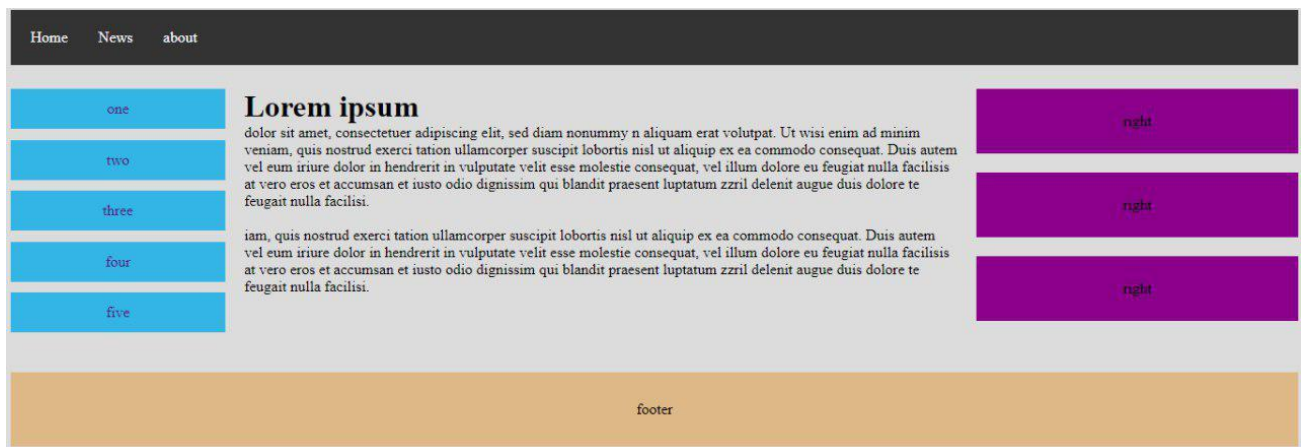 Home News about
one
two
three
four
five
Lorem ipsum
dolor sit amet, consectetuer adipiscing elit, sed diam nonummy n aliquam erat volutpat. Ut wisi enim ad minim
veniam, quis nostrud exerci tation ullamcorper suscipit lobortis nisl ut aliquip ex ea commodo consequat. Duis autem
vel eum iriure dolor in hendrerit in vulputate velit esse molestie consequat, vel illum dolore eu feugiat nulla facilisis
at vero eros et accumsan et iusto odio dignissim qui blandit praesent luptatum zzril delenit augue duis dolore te
feugait nulla facilisi.
iam, quis nostrud exerci tation ullamcorper suscipit lobortis nisl ut aliquip ex ea commodo consequat. Duis autem
vel eum iriure dolor in hendrerit in vulputate velit esse molestie consequat, vel illum dolore eu feugiat nulla facilisis
at vero eros et accumsan et iusto odio dignissim qui blandit praesent luptatum zzril delenit augue duis dolore te
feugait nulla facilisi.
right
right
right
footer